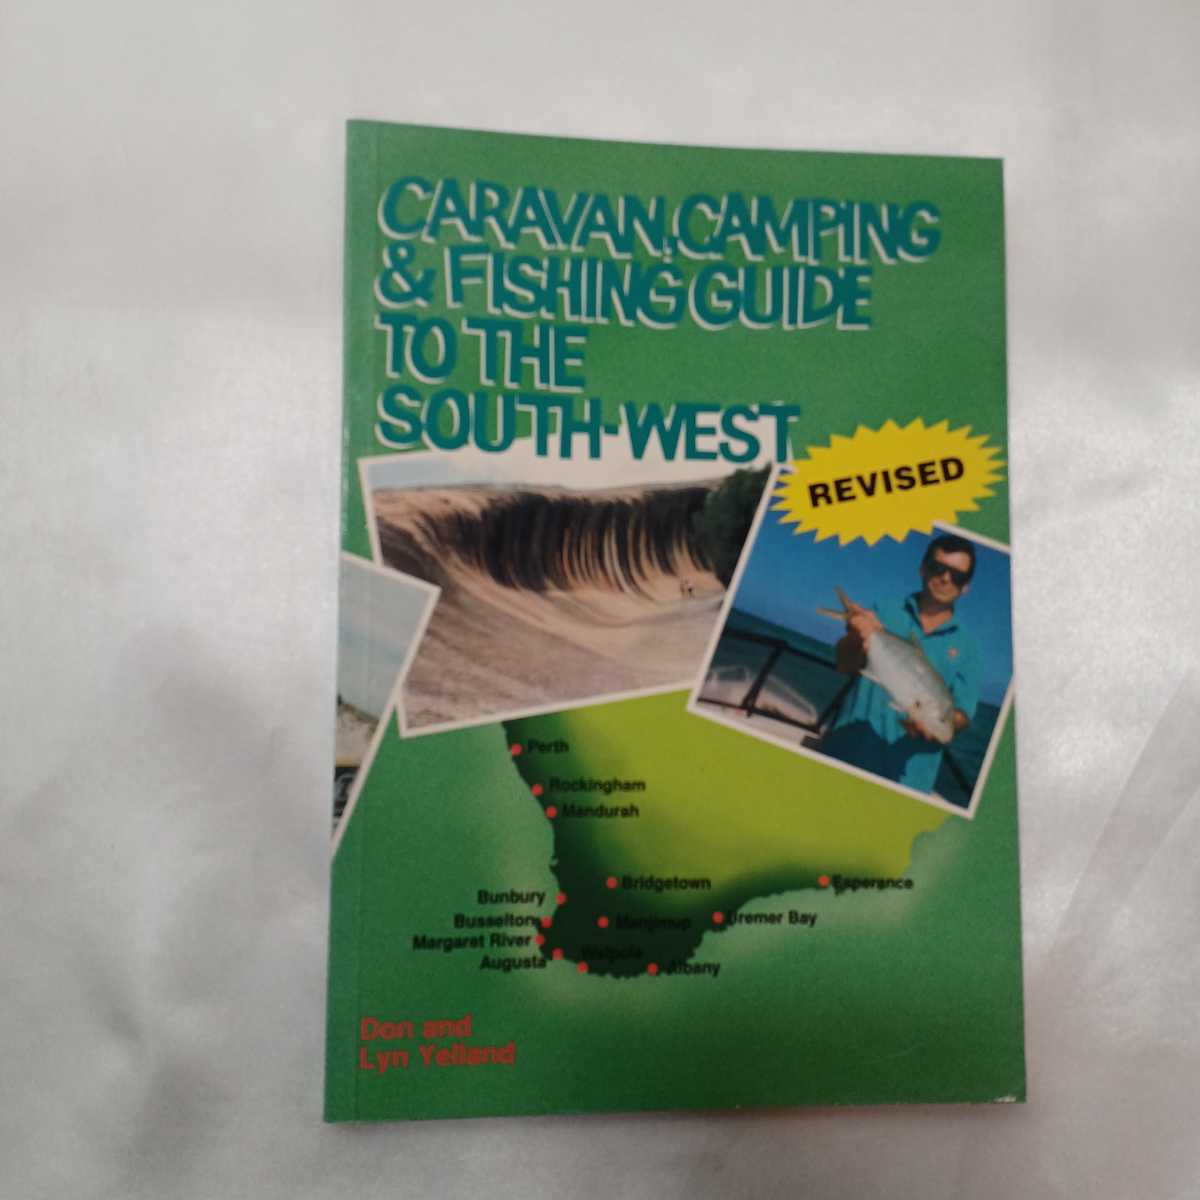 CARAVAN, CAMPING
& FISHING GUIDE
TO THE
SOUTH-WEST
REVISED
Perth
Rockingham
Mandurah
Bridgetown
Esperance
Bunbury
Busselton
Manjimup
Bremer Bay
Margaret River
Walpole
Augusta
Albany
Don and
Lyn Yelland